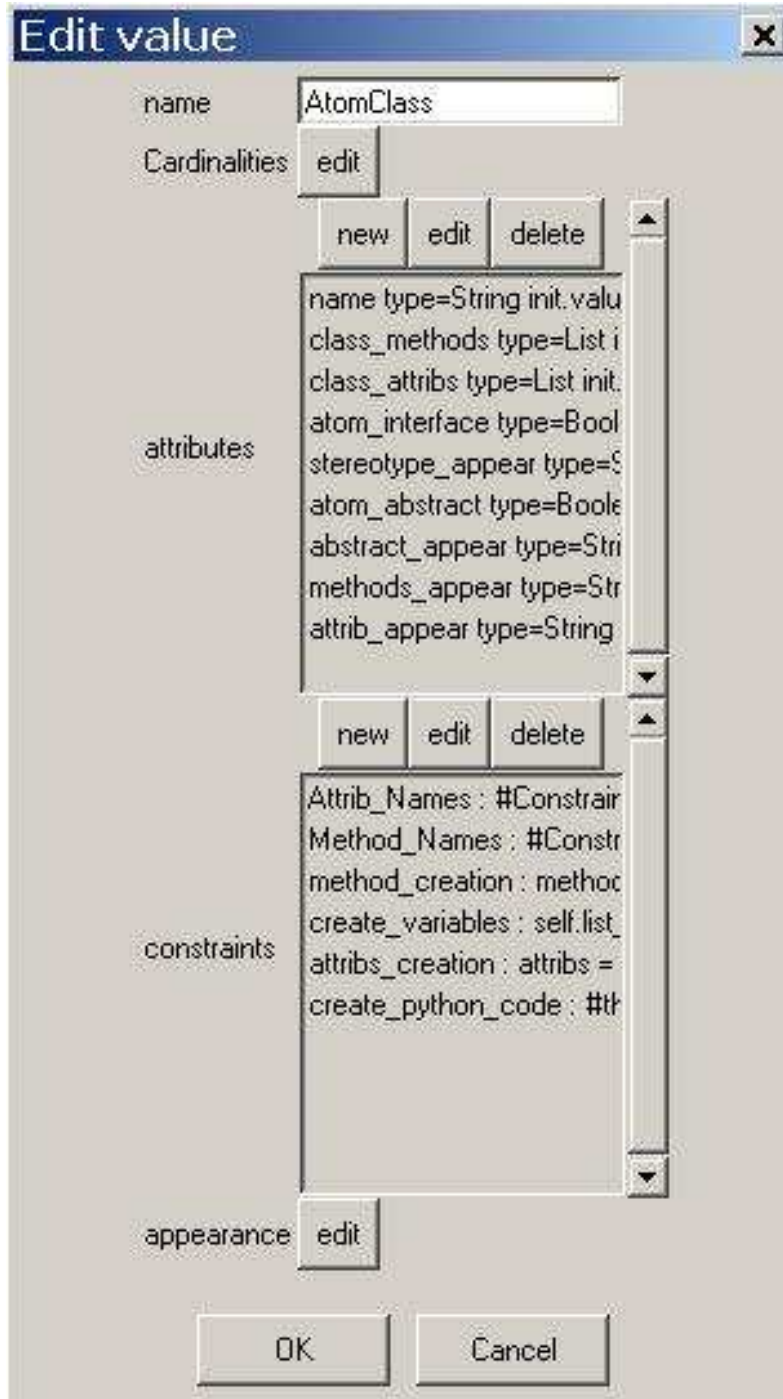 Edit value
name AtomClass
Cardinalities edit
new edit delete
attributes
name type=String init.valu
class_methods type=List i
class_attribs type=List init.
atom_interface type=Bool
stereotype_appear type=S
atom_abstract type=Boole
abstract_appear type=Stri
methods_appear type=Str
attrib_appear type=String
new edit delete
constraints
Attrib_Names : #Constrain
Method_Names : #Constr
method_creation : method
create_variables : self.list_
attribs_creation : attribs =
create_python_code : #th
appearance edit
OK Cancel